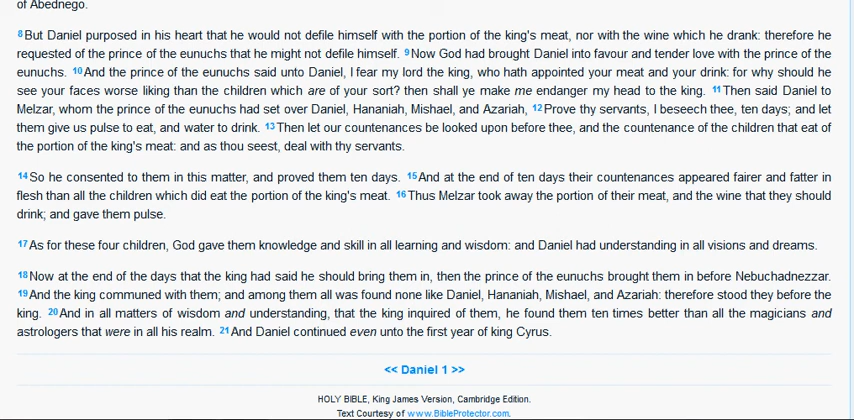 of Abednego.
8But Daniel purposed in his heart that he would not defile himself with the portion of the king's meat, nor with the wine which he drank: therefore he
requested of the prince of the eunuchs that he might not defile himself. 9Now God had brought Daniel into favour and tender love with the prince of the
eunuchs. 10And the prince of the eunuchs said unto Daniel, I fear my lord the king, who hath appointed your meat and your drink: for why should he
see your faces worse liking than the children which are of your sort? then shall ye make me endanger my head to the king. 11Then said Daniel to
Melzar, whom the prince of the eunuchs had set over Daniel, Hananiah, Mishael, and Azariah, 12Prove thy servants, I beseech thee, ten days; and let
them give us pulse to eat, and water to drink. 13Then let our countenances be looked upon before thee, and the countenance of the children that eat of
the portion of the king's meat: and as thou seest, deal with thy servants.
14So he consented to them in this matter, and proved them ten days. 15And at the end of ten days their countenances appeared fairer and fatter in
flesh than all the children which did eat the portion of the king's meat. 16Thus Melzar took away the portion of their meat, and the wine that they should
drink; and gave them pulse.
17As for these four children, God gave them knowledge and skill in all learning and wisdom: and Daniel had understanding in all visions and dreams.
18Now at the end of the days that the king had said he should bring them in, then the prince of the eunuchs brought them in before Nebuchadnezzar.
19And the king communed with them; and among them all was found none like Daniel, Hananiah, Mishael, and Azariah: therefore stood they before the
king. 20And in all matters of wisdom and understanding, that the king inquired of them, he found them ten times better than all the magicians and
astrologers that were in all his realm. 21And Daniel continued even unto the first year of king Cyrus.
<< Daniel 1 >>
HOLY BIBLE, King James Version, Cambridge Edition.
Text Courtesy of www.BibleProtector.com.